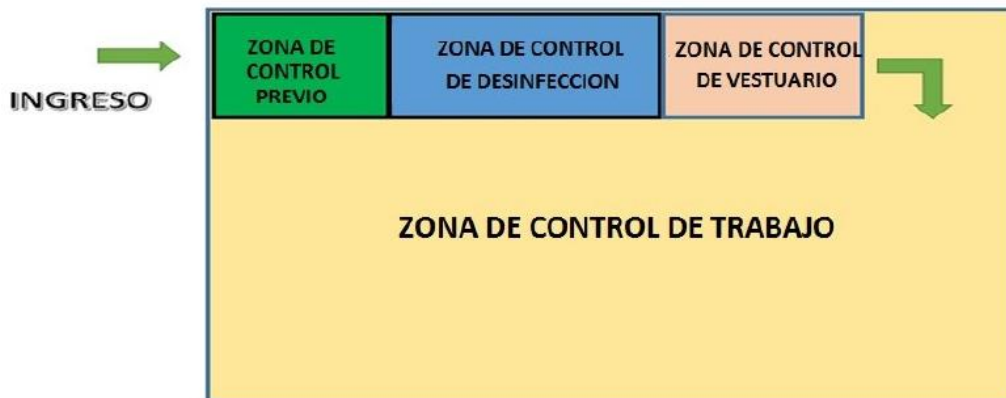 INGRESO
ZONA DE
CONTROL
PREVIO
ZONA DE CONTROL
DE DESINFECCION
ZONA DE CONTROL
DE VESTUARIO
ZONA DE CONTROL DE TRABAJO